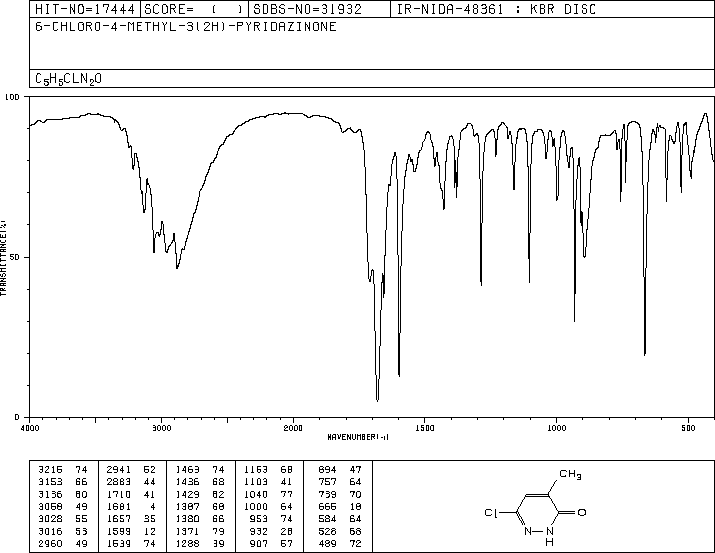 HIT-NO=17444 SCORE= ( ) SDBS-NO=31932 IR-NIDA-48361 : KBR DISC
6-CHLORO-4-METHYL-3(2H)-PYRIDAZINONE
C5H5CLN2O
100
50
0
TRANSMITTANCE(%)
4000 3000 2000 1500 1000 500
WAVENUMBER(-1)
3215 74 2941 52 1463 74 1163 68 894 47
3153 66 2883 44 1436 68 1103 41 757 64
3136 60 1710 41 1429 62 1040 77 739 70
3058 49 1681 4 1387 68 1000 64 665 18
3028 55 1657 35 1380 66 953 74 584 64
3016 53 1599 12 1371 79 932 28 528 68
2960 49 1539 74 1288 39 907 57 489 72
CH3
Cl
O
N
N
H